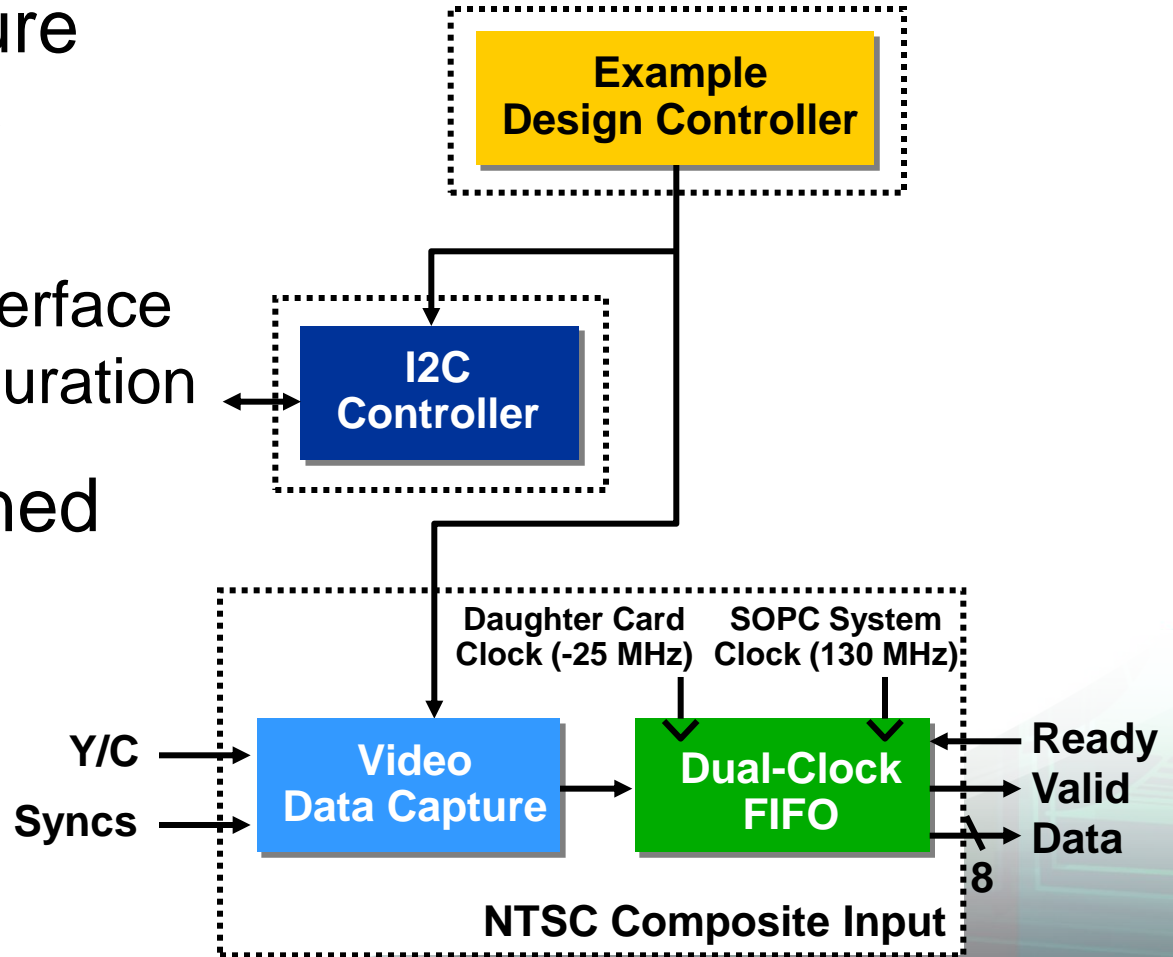 ure
Example
Design Controller
erface
uration
I2C
Controller
ned
Daughter Card
Clock (-25 MHz)
SOPC System
Clock (130 MHz)
Y/C
Syncs
Video
Data Capture
Dual-Clock
FIFO
Ready
Valid
Data
8
NTSC Composite Input